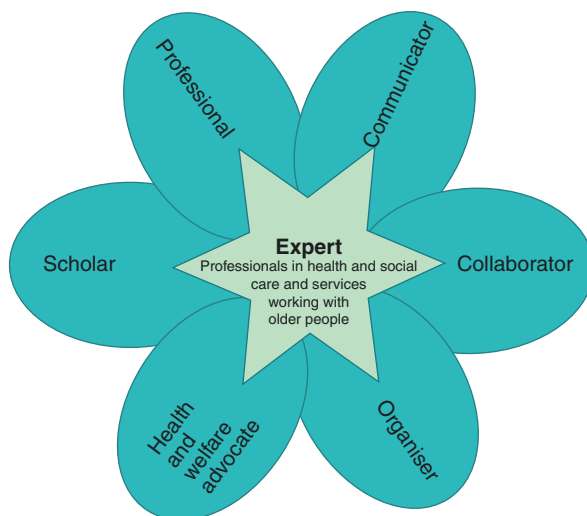 Professional
Communicator
Scholar
Expert
Professionals in health and social
care and services
working with
older people
Collaborator
Health
and
welfare
advocate
Organiser